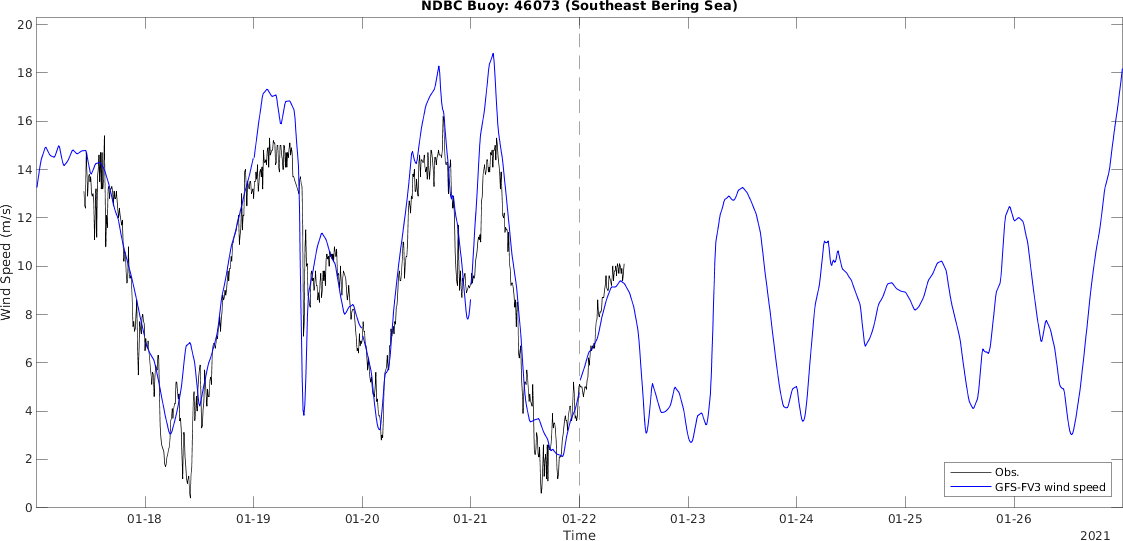 NDBC Buoy: 46073 (Southeast Bering Sea)
20
18
16
14
12
10
8
6
4
2
0
Wind Speed (m/s)
01-18 01-19 01-20 01-21 01-22 01-23 01-24 01-25 01-26
Time
2021
Obs.
GFS-FV3 wind speed